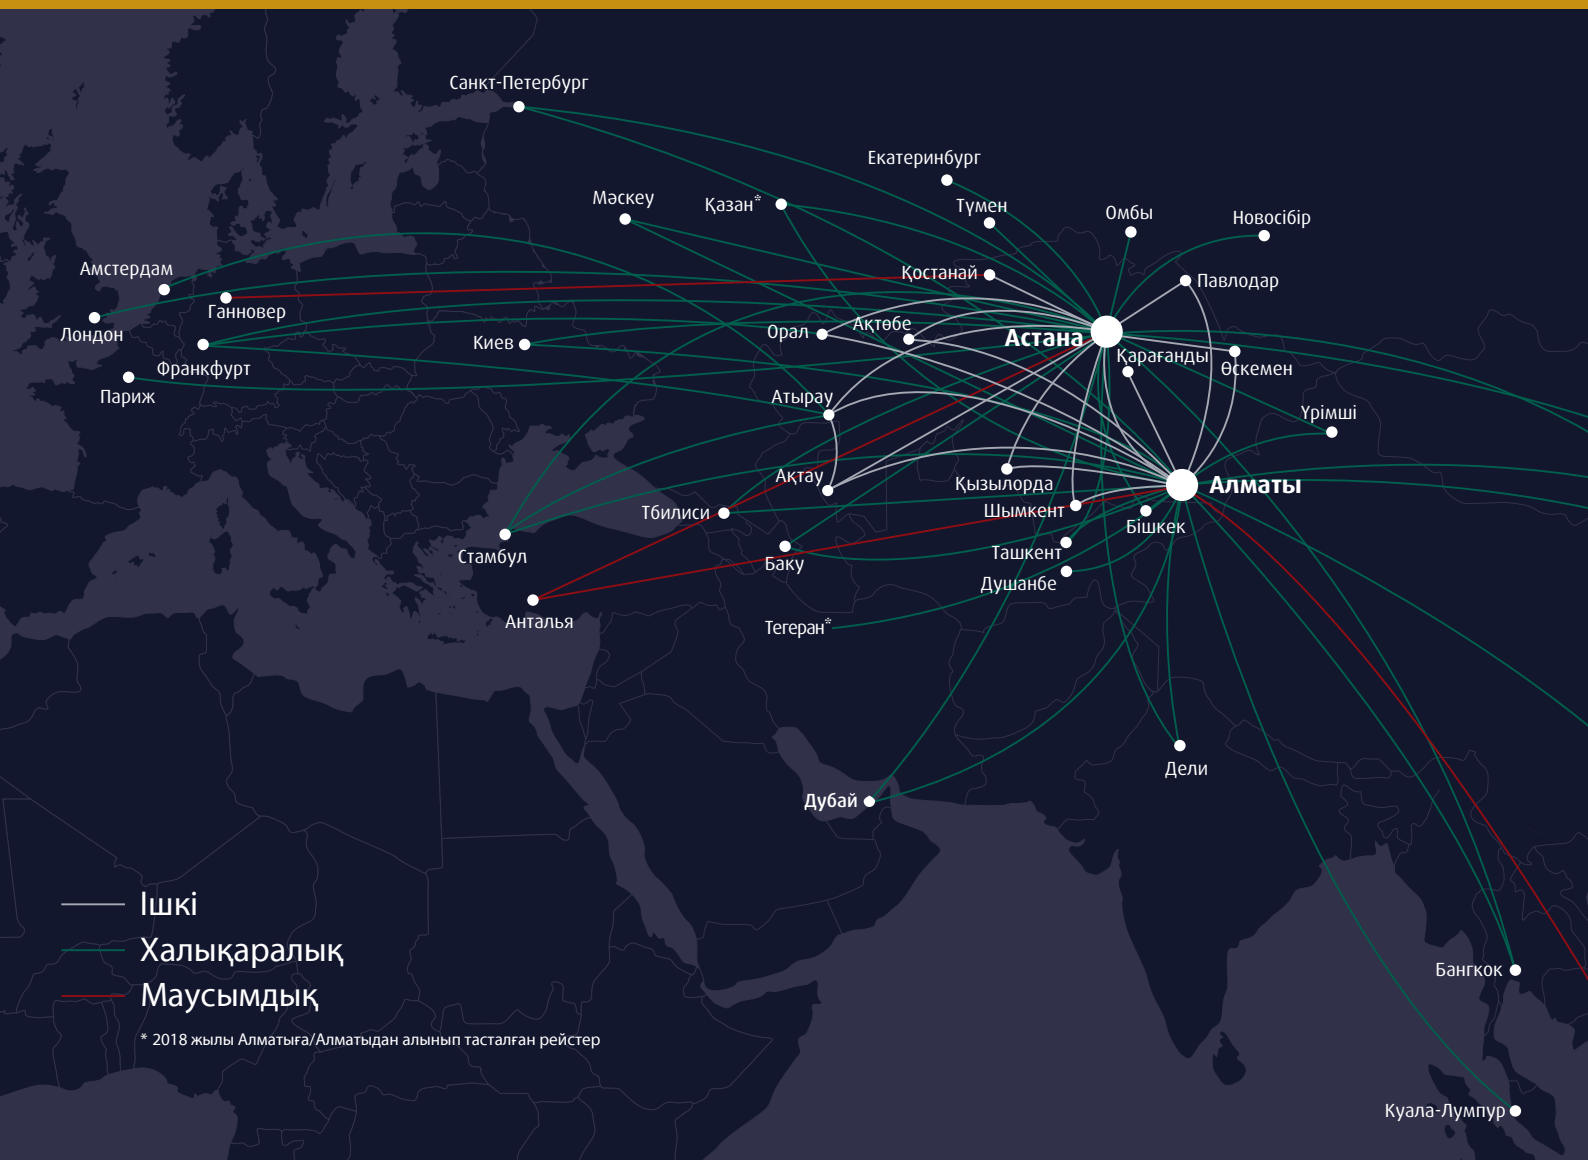 Санкт-Петербург
Екатеринбург
Мәскеу
Қазан*
Түмен
Омбы
Новосібір
Амстердам
Қостанай
Павлодар
Ганновер
Лондон
Киев
Орал
Ақтөбе
Астана
Қарағанды
Өскемен
Франкфурт
Париж
Атырау
Үрімші
Ақтау
Қызылорда
Алматы
Тбилиси
Шымкент
Бішкек
Стамбул
Баку
Ташкент
Душанбе
Анталья
Тегеран*
Дели
Дубай
Ішкі
Халықаралық
Маусымдық
* 2018 жылы Алматыға/Алматыдан алынып тасталған рейстер
Бангкок
Куала-Лумпур